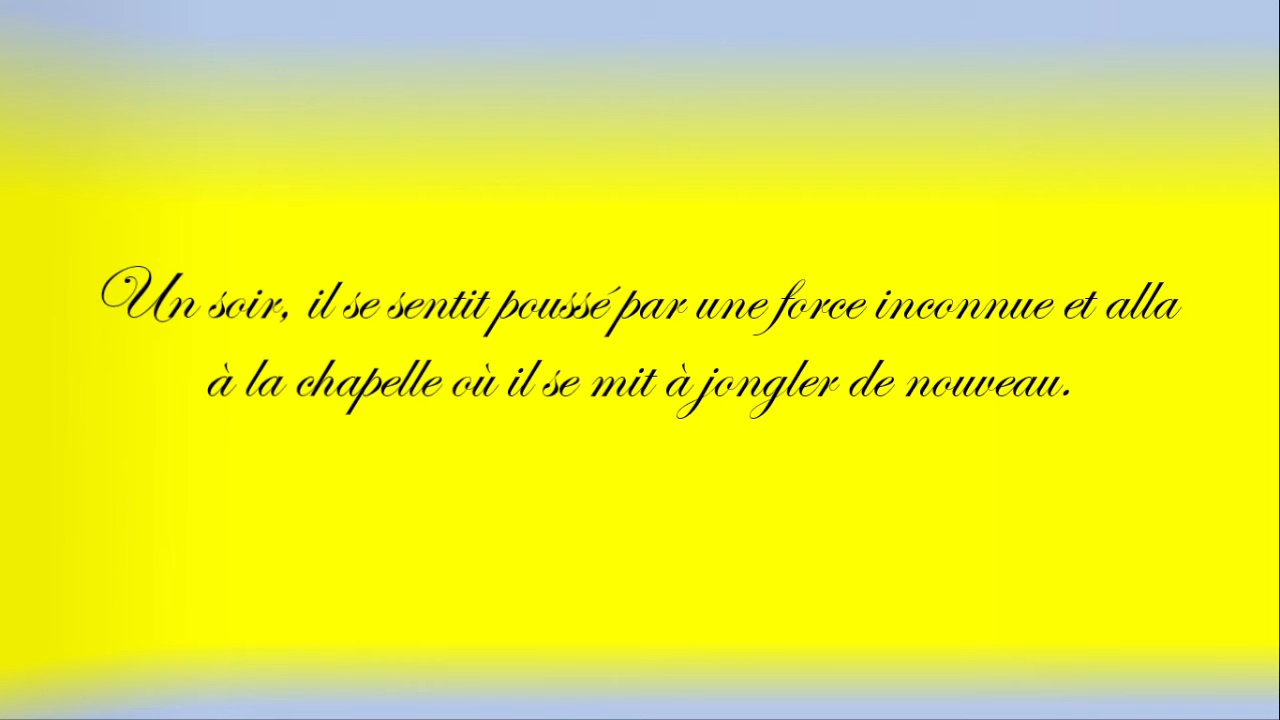 Un soir, il se sentit poussé par une force inconnue et alla
à la chapelle où il se mit à jongler de nouveau.